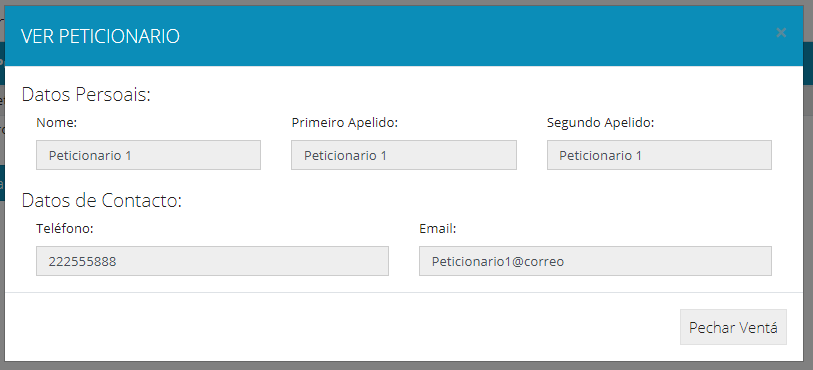 VER PETICIONARIO ×
Datos Persoais:
Nome: Primeiro Apelido: Segundo Apelido:
Peticionario 1 Peticionario 1 Peticionario 1
Datos de Contacto:
Teléfono: Email:
222555888 Peticionario1@correo
Pechar Ventá